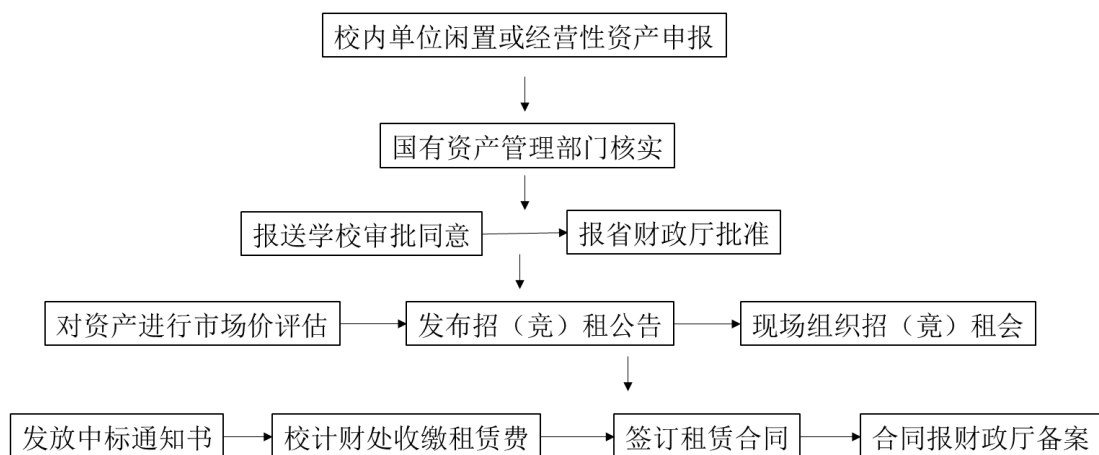 校内单位闲置或经营性资产申报
国有资产管理部门核实
报送学校审批同意
报省财政厅批准
对资产进行市场价评估
发布招（竞）租公告
现场组织招（竞）租会
发放中标通知书
校计财处收缴租赁费
签订租赁合同
合同报财政厅备案